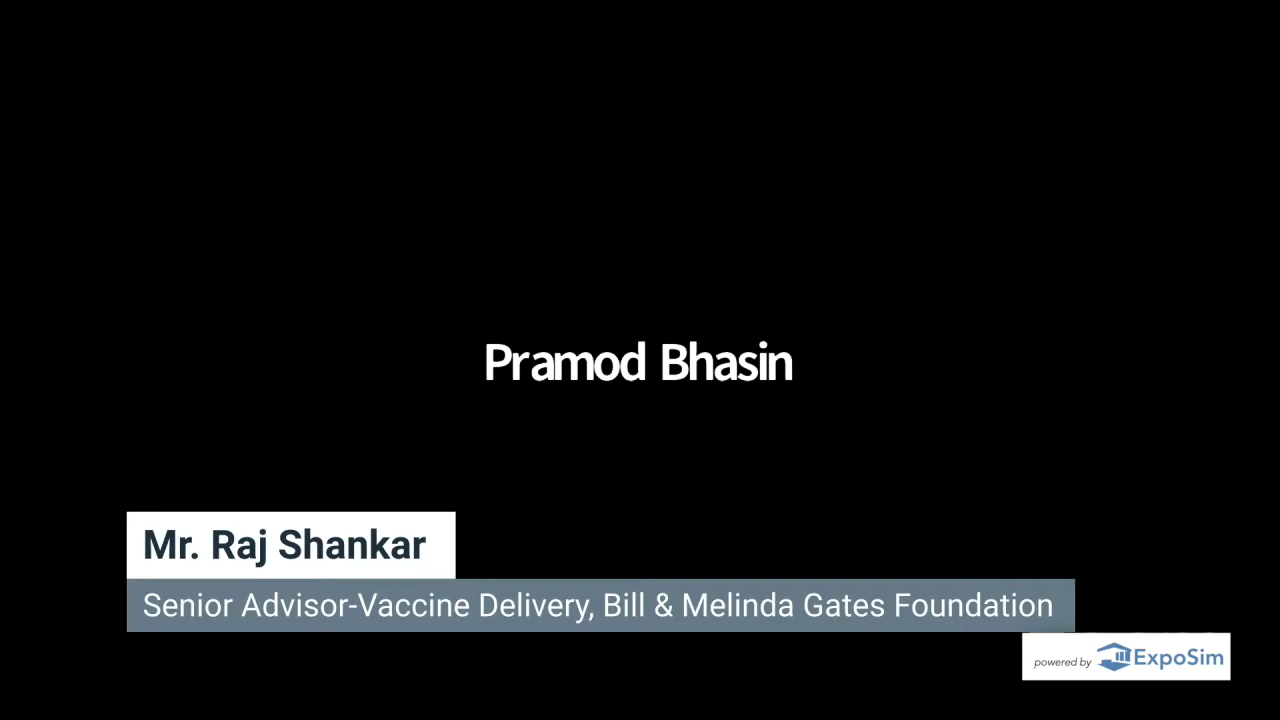 Pramod Bhasin
Mr. Raj Shankar
Senior Advisor-Vaccine Delivery, Bill & Melinda Gates Foundation
powered by ExpoSim